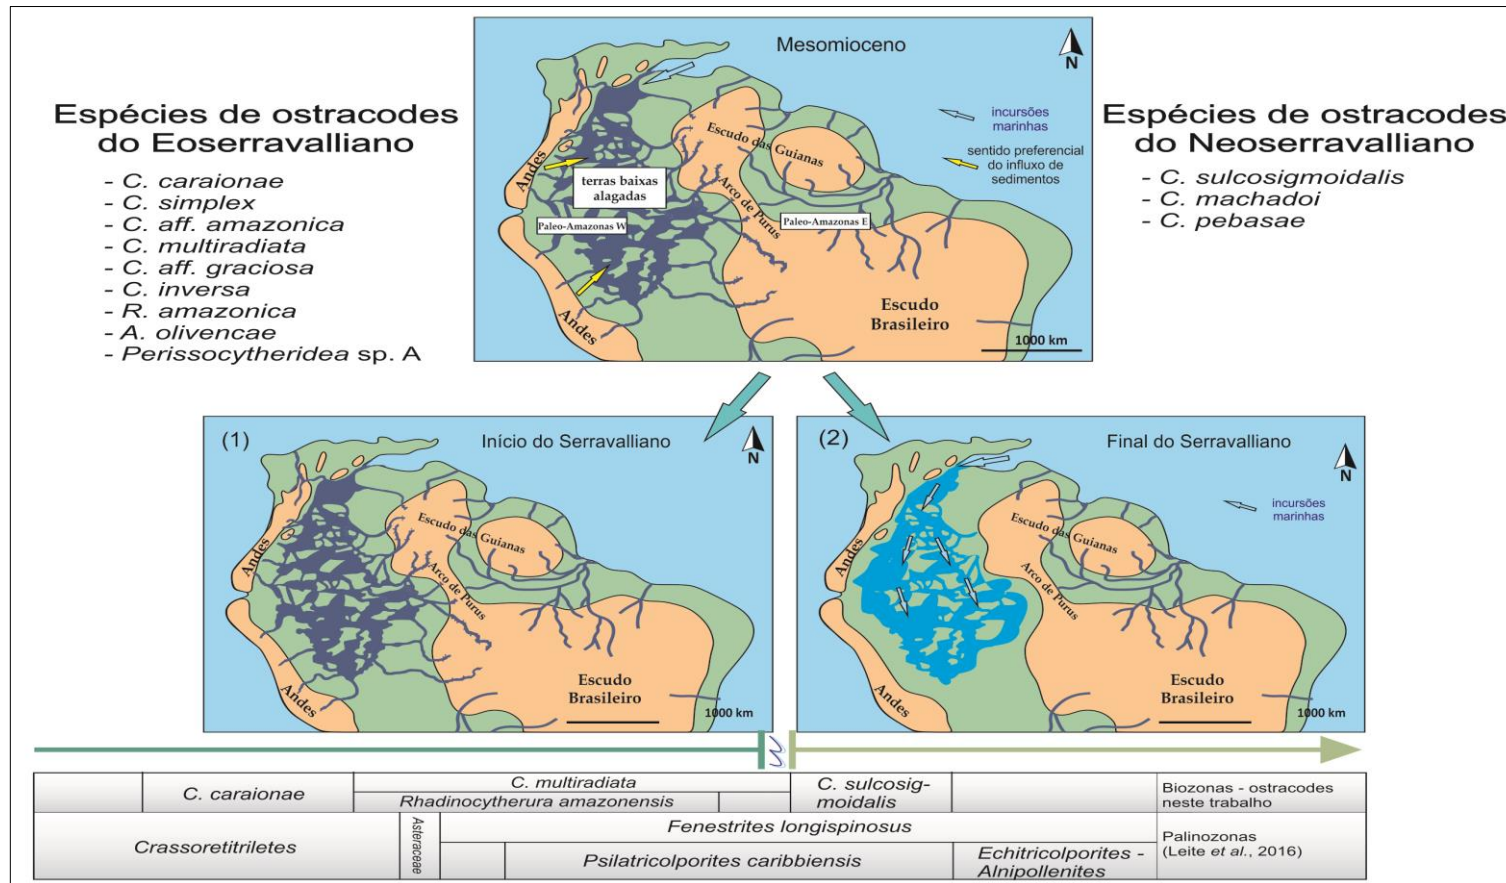 Espécies de ostracodes
do Eoserravalliano
- C. caraionae
- C. simplex
- C. aff. amazonica
- C. multiradiata
- C. aff. graciosa
- C. inversa
- R. amazonica
- A. olivencae
- Perissocytheridea sp. A
Mesomioceno
N
incursões
marinhas
sentido preferencial
do influxo de
sedimentos
Andes
terras baixas
alagadas
Paleo-Amazonas W
Escudo das Guianas
Arco de Purus
Paleo-Amazonas E
Andes
Escudo
Brasileiro
1000 km
Espécies de ostracodes
do Neoserravalliano
- C. sulcosigmoidalis
- C. machadoi
- C. pebasae
(1)
Início do Serravalliano
N
Andes
Escudo das Guianas
Arco de Purus
Andes
Escudo
Brasileiro
1000 km
(2)
Final do Serravalliano
N
incursões
marinhas
Andes
Escudo das Guianas
Arco de Purus
Andes
Escudo
Brasileiro
1000 km
C. caraionae
C. multiradiata
Rhadinocytherura amazonensis
C. sulcosig-
moidalis
Biozonas - ostracodes
neste trabalho
Crassoretitriletes
Asteraceae
Fenestrites longispinosus
Psilatricolporites caribbiensis
Echitricolporites -
Alnipollenites
Palinozonas
(Leite et al., 2016)